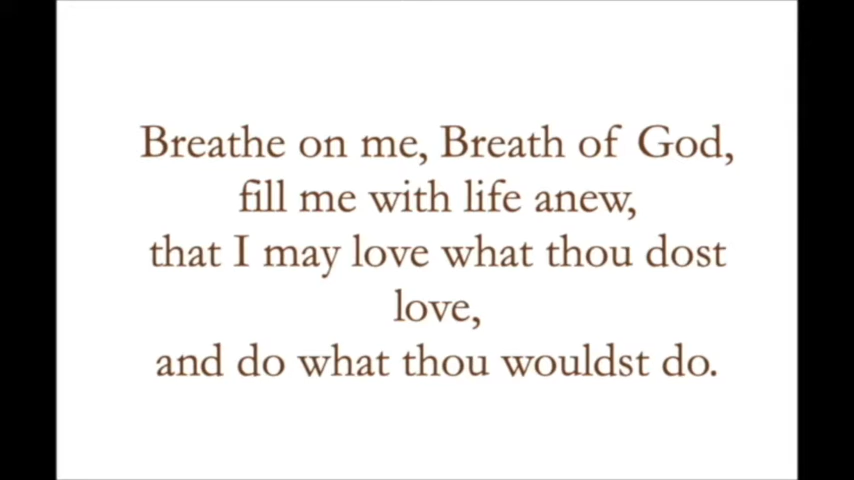 Breathe on me, Breath of God,
fill me with life anew,
that I may love what thou dost
love,
and do what thou wouldst do.